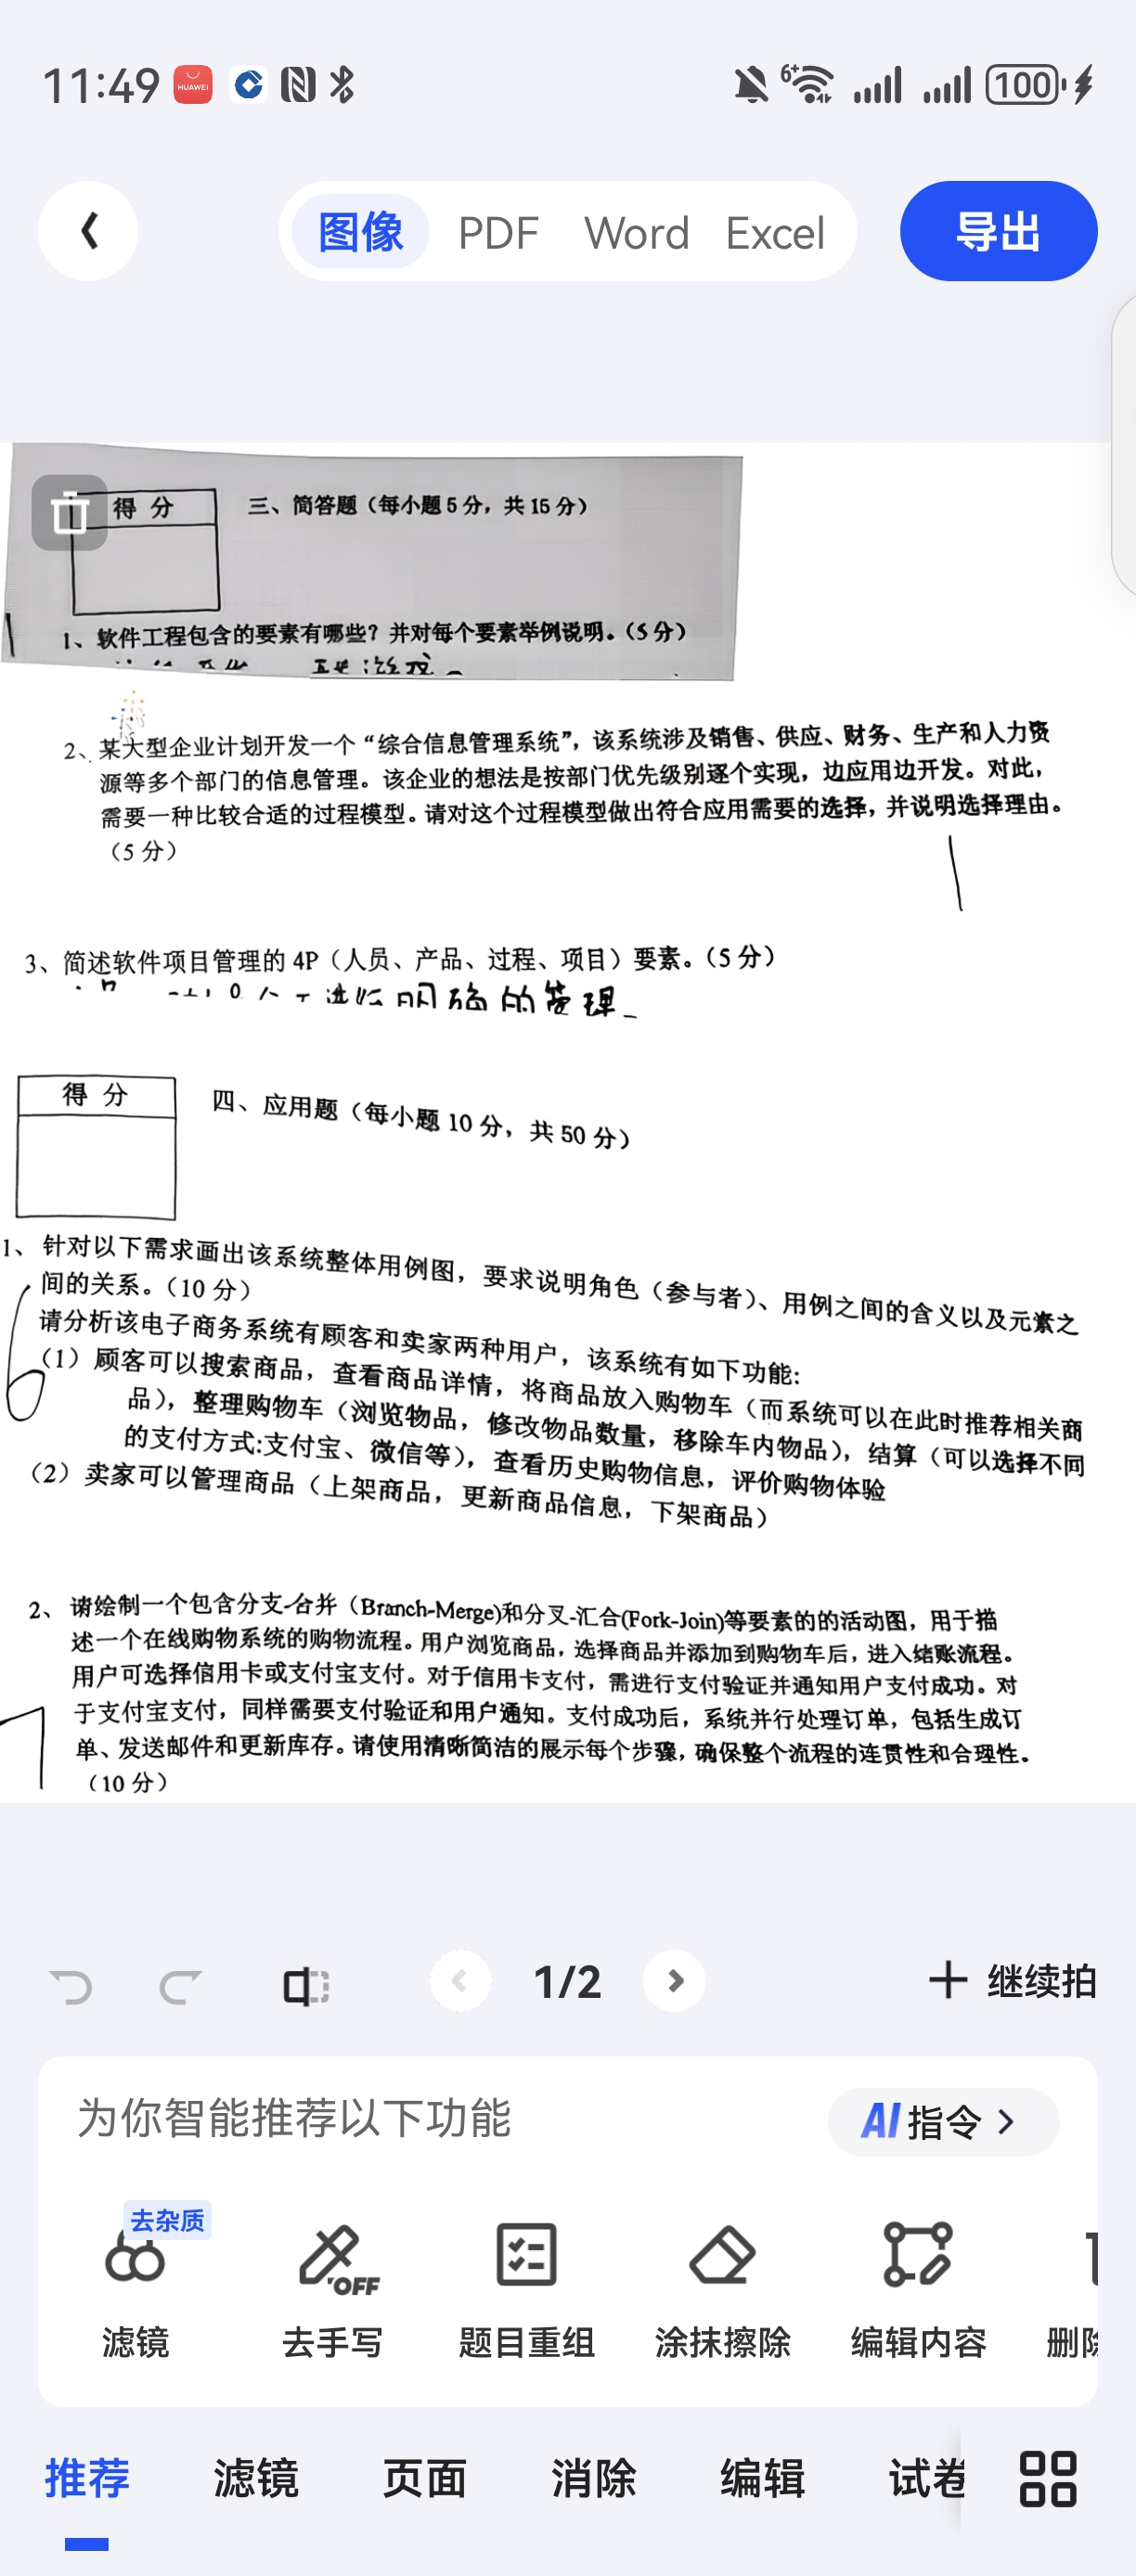 11:49
HUAWEI
6+
100
图像 PDF Word Excel 导出
得 分
三、简答题（每小题 5 分，共 15 分）
1、软件工程包含的要素有哪些？并对每个要素举例说明。（5 分）
2、某大型企业计划开发一个“综合信息管理系统”，该系统涉及销售、供应、财务、生产和人力资
源等多个部门的信息管理。该企业的想法是按部门优先级别逐个实现，边应用边开发。对此，
需要一种比较合适的过程模型。请对这个过程模型做出符合应用需要的选择，并说明选择理由。
（5 分）
3、简述软件项目管理的 4P（人员、产品、过程、项目）要素。（5 分）
明确的管理
得 分
四、应用题（每小题 10 分，共 50 分）
1、针对以下需求画出该系统整体用例图，要求说明角色（参与者）、用例之间的含义以及元素之
间的关系。（10 分）
请分析该电子商务系统有顾客和卖家两种用户，该系统有如下功能：
（1）顾客可以搜索商品，查看商品详情，将商品放入购物车（而系统可以在此时推荐相关商
品），整理购物车（浏览物品，修改物品数量，移除车内物品），结算（可以选择不同
的支付方式:支付宝、微信等），查看历史购物信息，评价购物体验
（2）卖家可以管理商品（上架商品，更新商品信息，下架商品）
2、请绘制一个包含分支-合并（Branch-Merge)和分叉-汇合(Fork-Join)等要素的的活动图，用于描
述一个在线购物系统的购物流程。用户浏览商品，选择商品并添加到购物车后，进入结账流程。
用户可选择信用卡或支付宝支付。对于信用卡支付，需进行支付验证并通知用户支付成功。对
于支付宝支付，同样需要支付验证和用户通知。支付成功后，系统并行处理订单，包括生成订
单、发送邮件和更新库存。请使用清晰简洁的展示每个步骤，确保整个流程的连贯性和合理性。
（10 分）
1/2
继续拍
为你智能推荐以下功能
AI 指令
去杂质
OFF
滤镜 去手写 题目重组 涂抹擦除 编辑内容 删除
推荐 滤镜 页面 消除 编辑 试卷